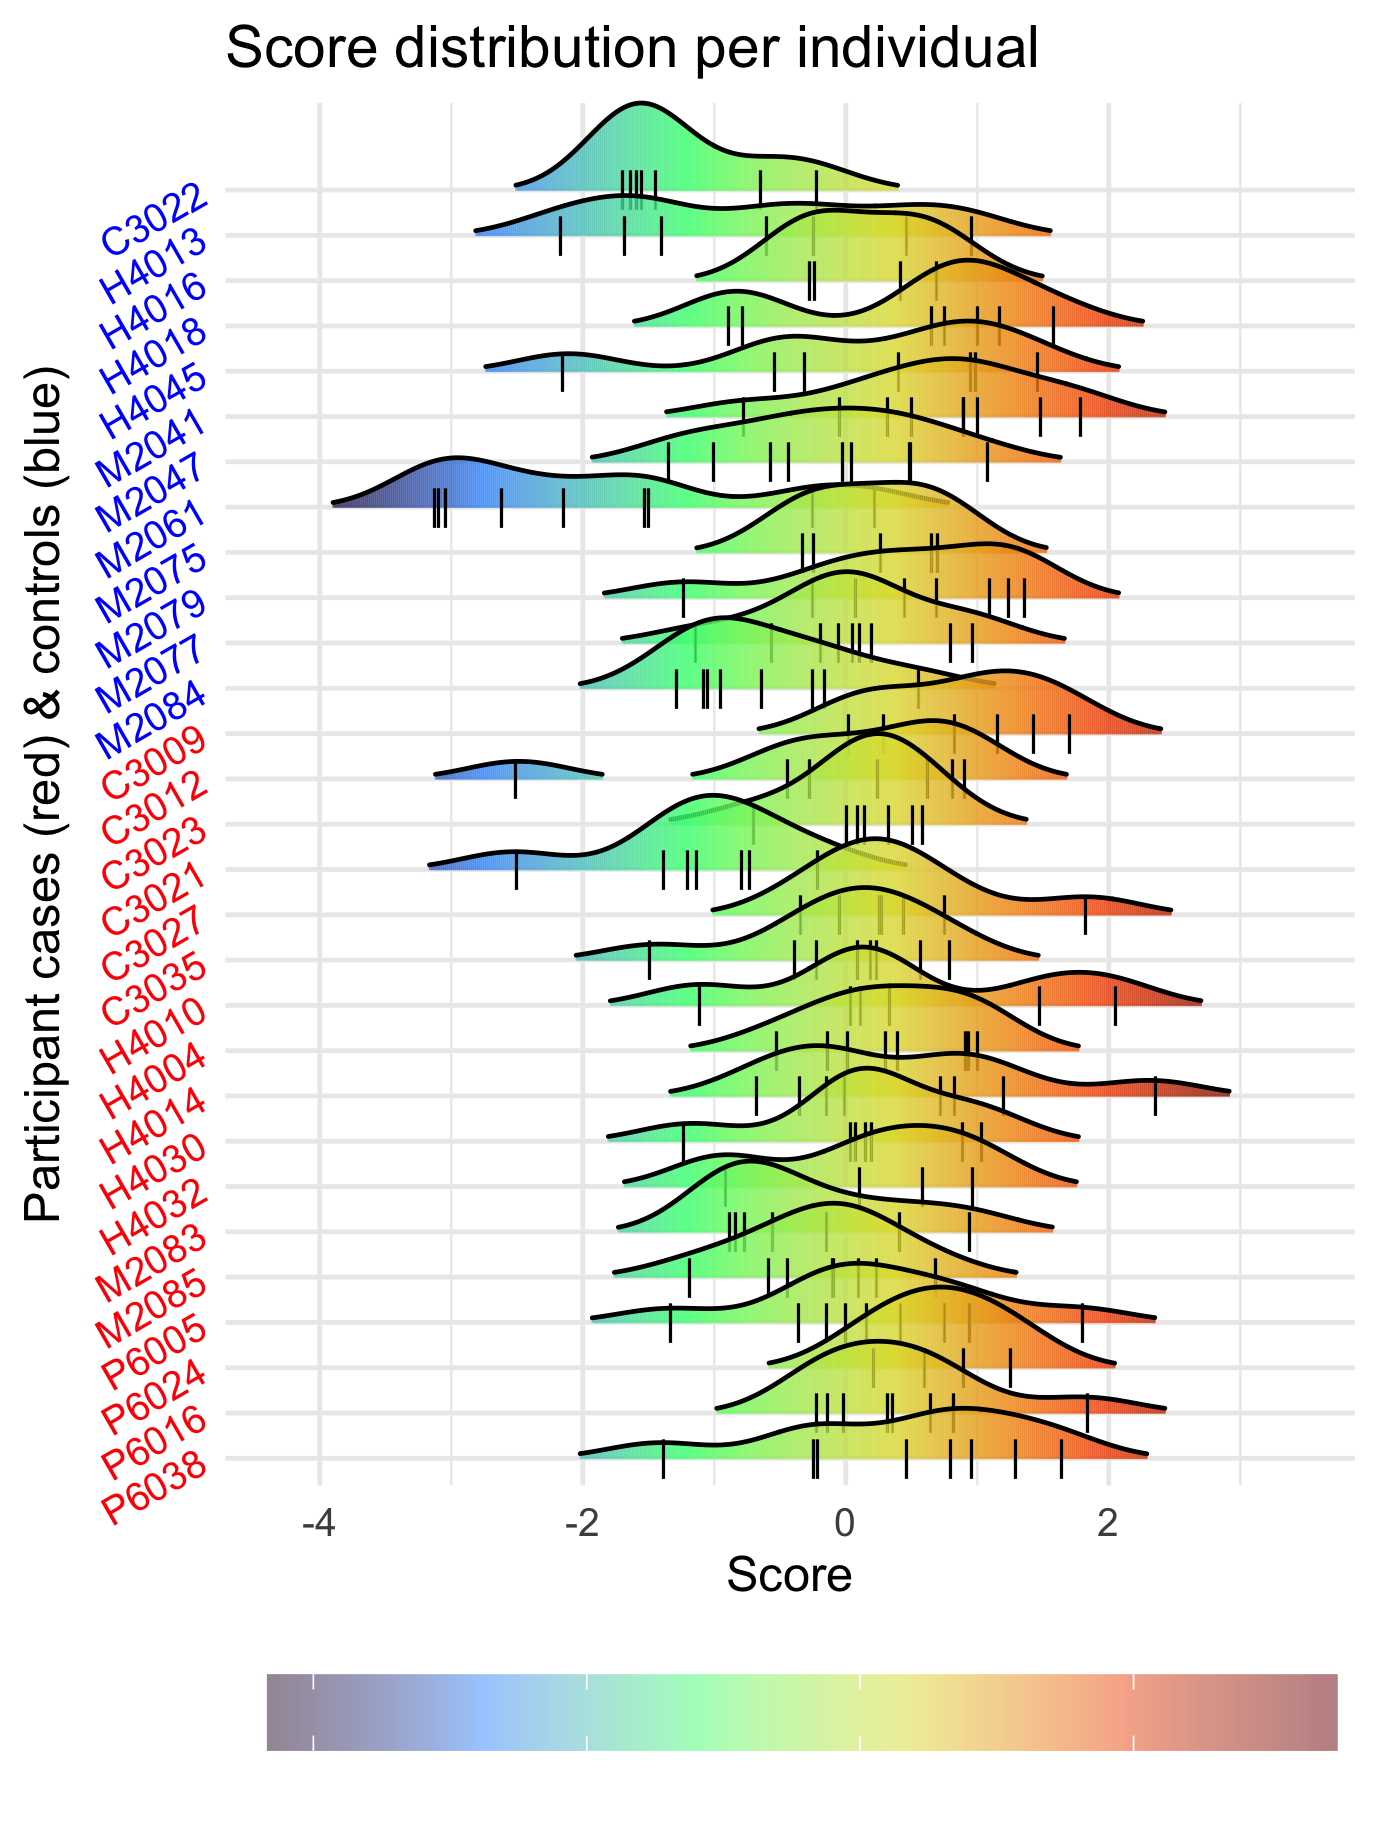 Score distribution per individual
Participant cases (red) & controls (blue)
C3022
H4013
H4016
H4018
H4045
M2041
M2047
M2061
M2075
M2079
M2077
M2084
C3009
C3012
C3023
C3021
C3027
C3035
H4010
H4004
H4014
H4030
H4032
M2083
M2085
P6005
P6024
P6016
P6038
-4 -2 0 2
Score